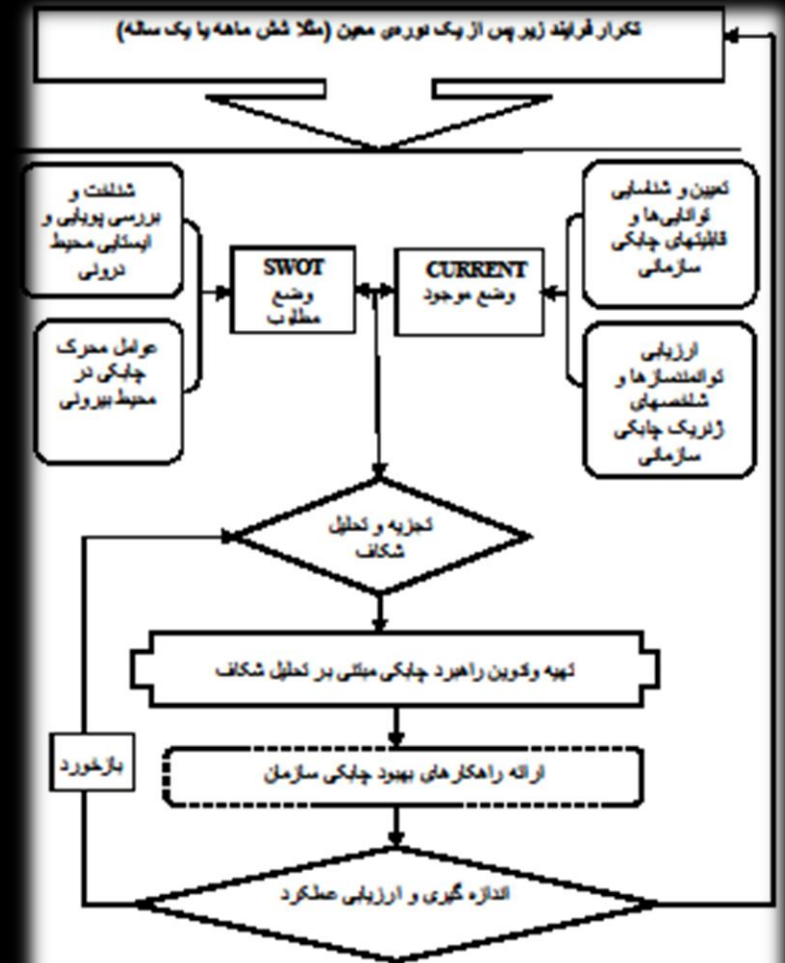 تکرار فرایند زیر پس از یک دوره‌ی معین (مثلا شش ماهه یا یک ساله)
تعیین و شناسایی
توانایی‌ها و
قابلیتهای چابکی
سازمانی
ارزیابی
توانمندسازها و
شاخصهای
ژنریک چابکی
سازمانی
CURRENT
وضع موجود
SWOT
وضع
مطلوب
شناخت و
بررسی پویایی و
ایستایی محیط
درونی
عوامل محرک
چابکی در
محیط بیرونی
تجزیه و تحلیل
شکاف
تهیه وتدوین راهبرد چابکی مبتنی بر تحلیل شکاف
ارائه راهکارهای بهبود چابکی سازمان
بازخورد
اندازه گیری و ارزیابی عملکرد